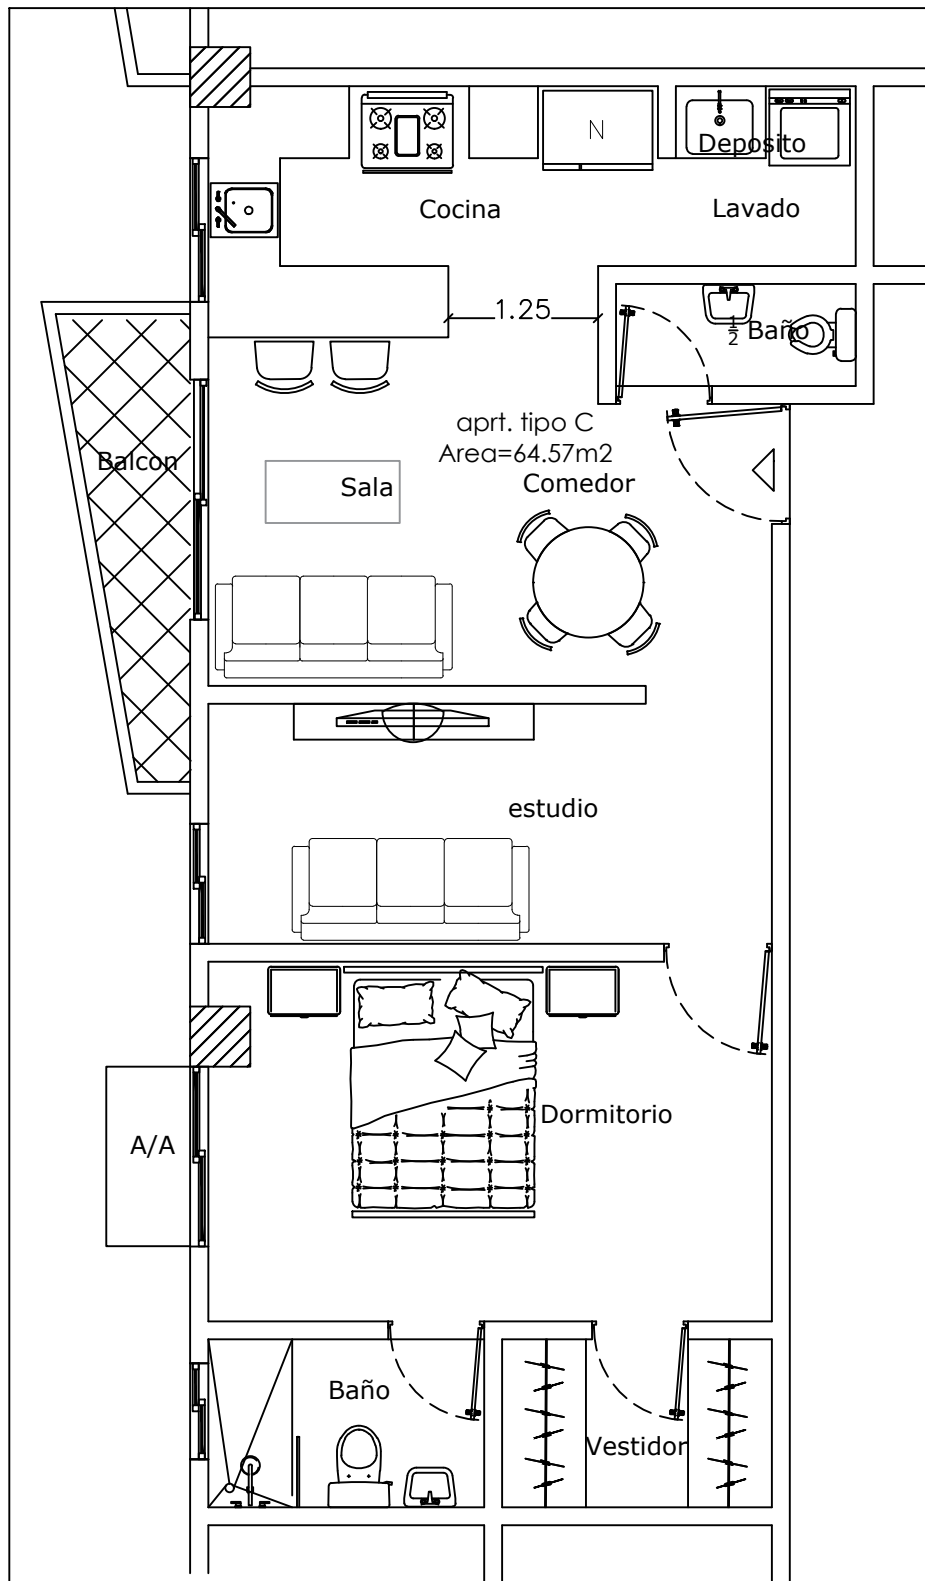 N
Deposito
Cocina
Lavado
1.25
1/2 Baño
aprt. tipo C
Area=64.57m2
Balcon
Sala
Comedor
estudio
Dormitorio
A/A
Baño
Vestidor